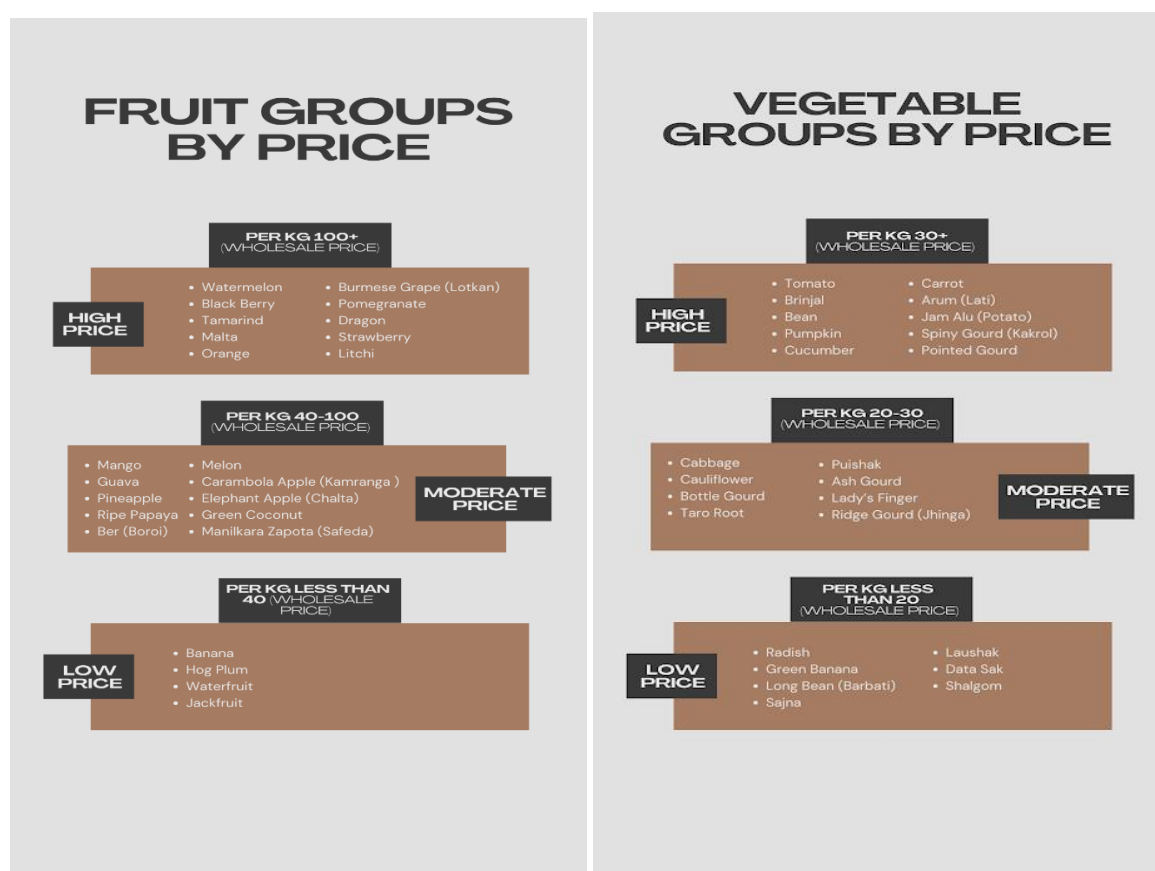 FRUIT GROUPS
BY PRICE
PER KG 100+
(WHOLESALE PRICE)
HIGH
PRICE
• Watermelon
• Black Berry
• Tamarind
• Malta
• Orange
• Burmese Grape (Lotkan)
• Pomegranate
• Dragon
• Strawberry
• Litchi
PER KG 40-100
(WHOLESALE PRICE)
• Mango
• Guava
• Pineapple
• Ripe Papaya
• Ber (Boroi)
• Melon
• Carambola Apple (Kamranga )
• Elephant Apple (Chalta)
• Green Coconut
• Manilkara Zapota (Safeda)
MODERATE
PRICE
PER KG LESS THAN
40 (WHOLESALE
PRICE)
LOW
PRICE
• Banana
• Hog Plum
• Waterfruit
• Jackfruit
VEGETABLE
GROUPS BY PRICE
PER KG 30+
(WHOLESALE PRICE)
HIGH
PRICE
• Tomato
• Brinjal
• Bean
• Pumpkin
• Cucumber
• Carrot
• Arum (Lati)
• Jam Alu (Potato)
• Spiny Gourd (Kakrol)
• Pointed Gourd
PER KG 20-30
(WHOLESALE PRICE)
• Cabbage
• Cauliflower
• Bottle Gourd
• Taro Root
• Puishak
• Ash Gourd
• Lady's Finger
• Ridge Gourd (Jhinga)
MODERATE
PRICE
PER KG LESS
THAN 20
(WHOLESALE PRICE)
LOW
PRICE
• Radish
• Green Banana
• Long Bean (Barbati)
• Sajna
• Laushak
• Data Sak
• Shalgom